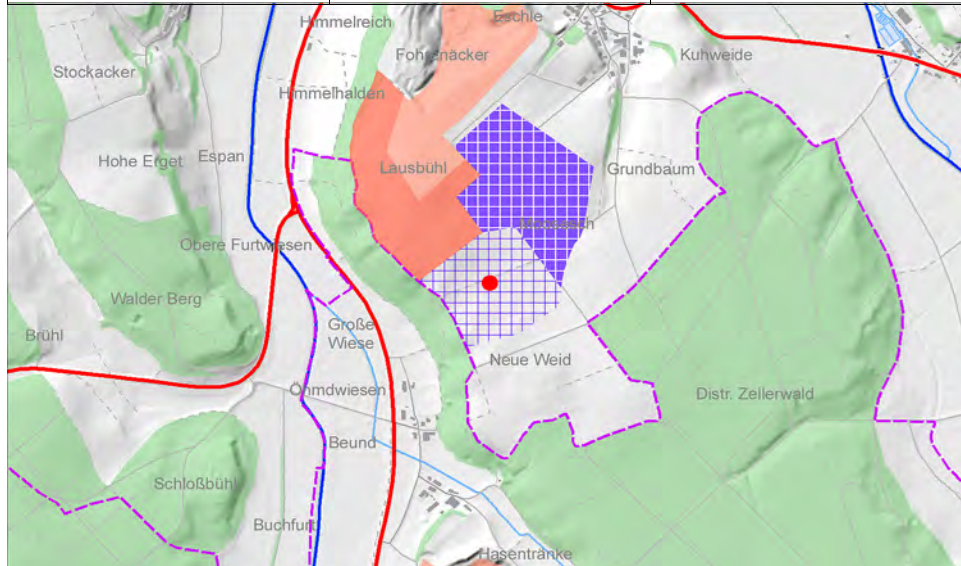 Himmelreich
Eschle
Stockacker
Kuhweide
Himmelhalden
Hohe Erget
Espan
Lausbühl
Grundbaum
Obere Furtwiesen
Walder Berg
Brühl
Große
Wiese
Neue Weid
Öhmdwiesen
Distr. Zellerwald
Beund
Schloßbühl
Buchfurt
Hasentränke